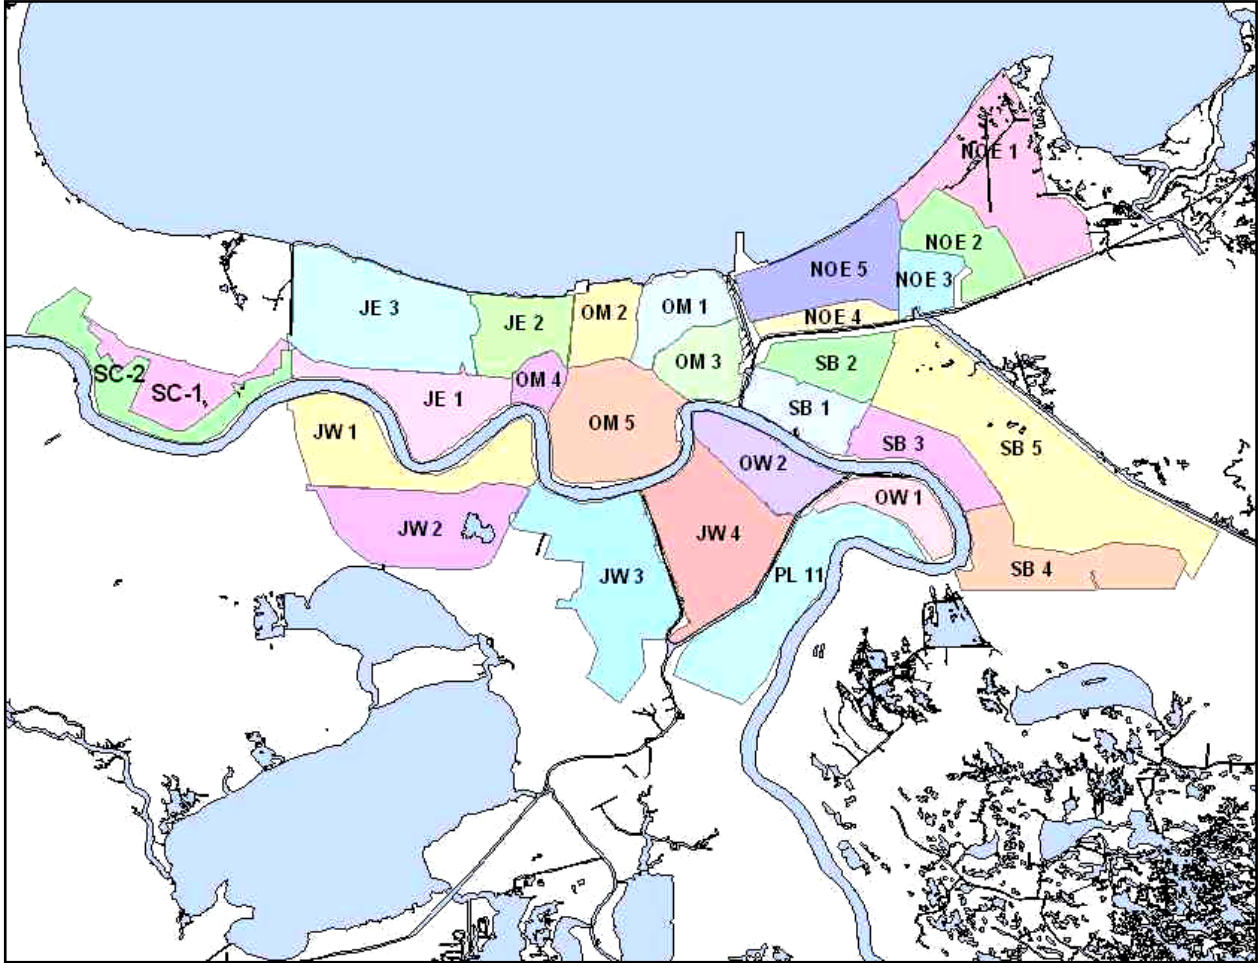 NOE 1
NOE 2
NOE 5
NOE 3
JE 3
OM 1
OM 2
NOE 4
JE 2
OM 3
SB 2
SC-2
OM 4
SC-1
JE 1
SB 1
OM 5
JW 1
SB 3
SB 5
OW 2
OW 1
JW 2
JW 4
SB 4
JW 3
PL 11